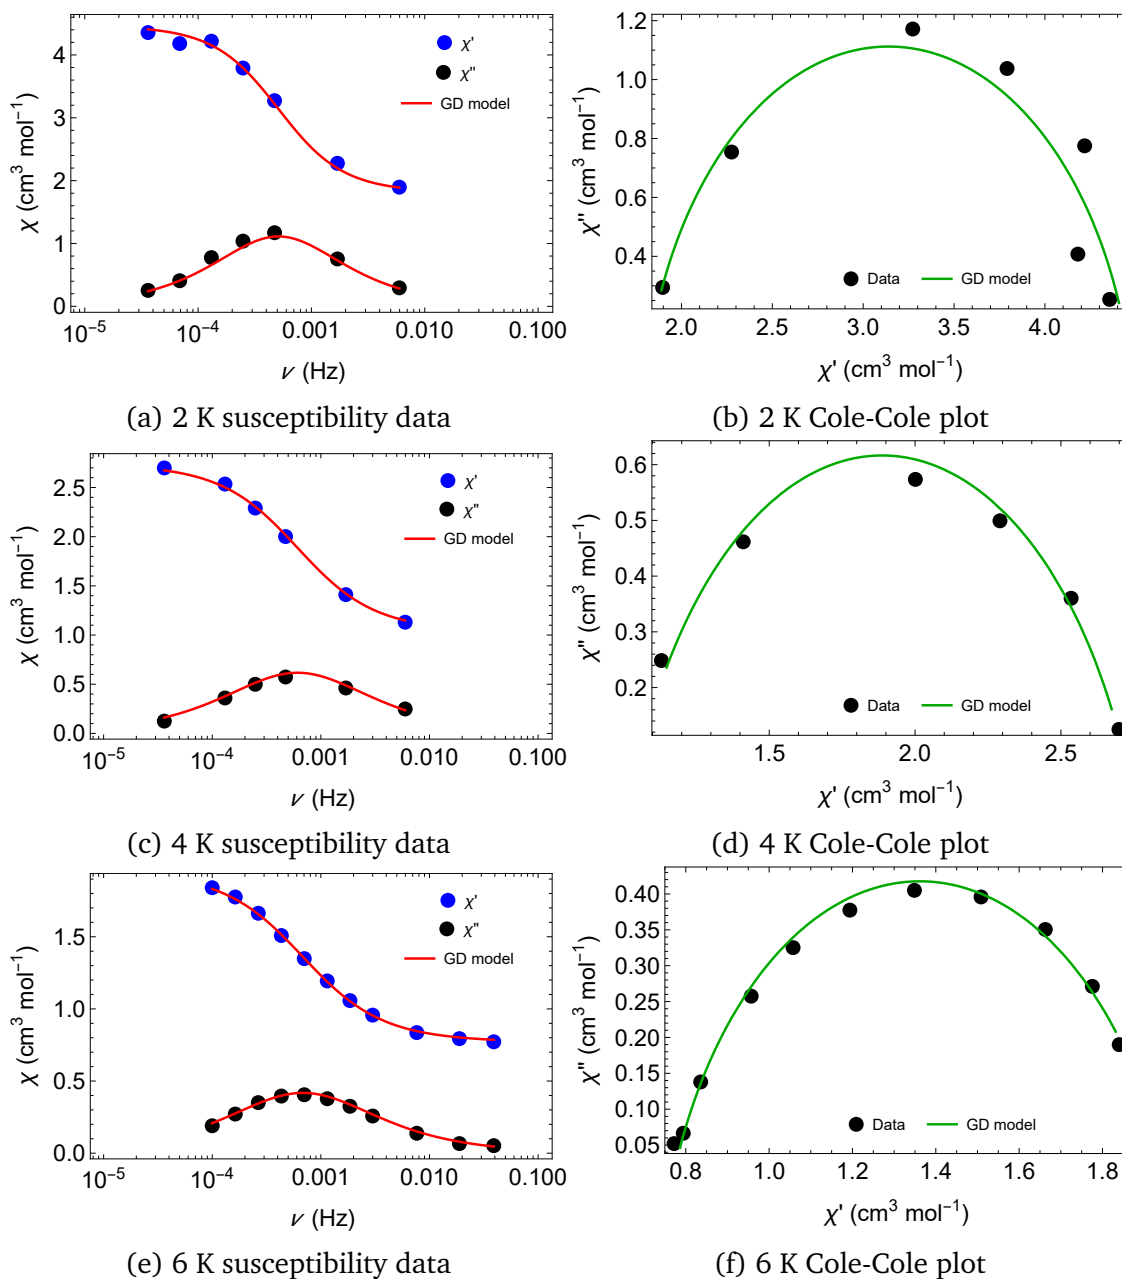 4
3
2
1
0
χ (cm³ mol⁻¹)
χ'
χ''
GD model
10⁻⁵
10⁻⁴
0.001
0.010
0.100
ν (Hz)
(a) 2 K susceptibility data
1.2
1.0
0.8
0.6
0.4
χ'' (cm³ mol⁻¹)
Data
GD model
2.0
2.5
3.0
3.5
4.0
χ' (cm³ mol⁻¹)
(b) 2 K Cole-Cole plot
2.5
2.0
1.5
1.0
0.5
0.0
χ (cm³ mol⁻¹)
χ'
χ''
GD model
10⁻⁵
10⁻⁴
0.001
0.010
0.100
ν (Hz)
(c) 4 K susceptibility data
0.6
0.5
0.4
0.3
0.2
χ'' (cm³ mol⁻¹)
Data
GD model
1.5
2.0
2.5
χ' (cm³ mol⁻¹)
(d) 4 K Cole-Cole plot
1.5
1.0
0.5
0.0
χ (cm³ mol⁻¹)
χ'
χ''
GD model
10⁻⁵
10⁻⁴
0.001
0.010
0.100
ν (Hz)
(e) 6 K susceptibility data
0.40
0.35
0.30
0.25
0.20
0.15
0.10
0.05
χ'' (cm³ mol⁻¹)
Data
GD model
0.8
1.0
1.2
1.4
1.6
1.8
χ' (cm³ mol⁻¹)
(f) 6 K Cole-Cole plot